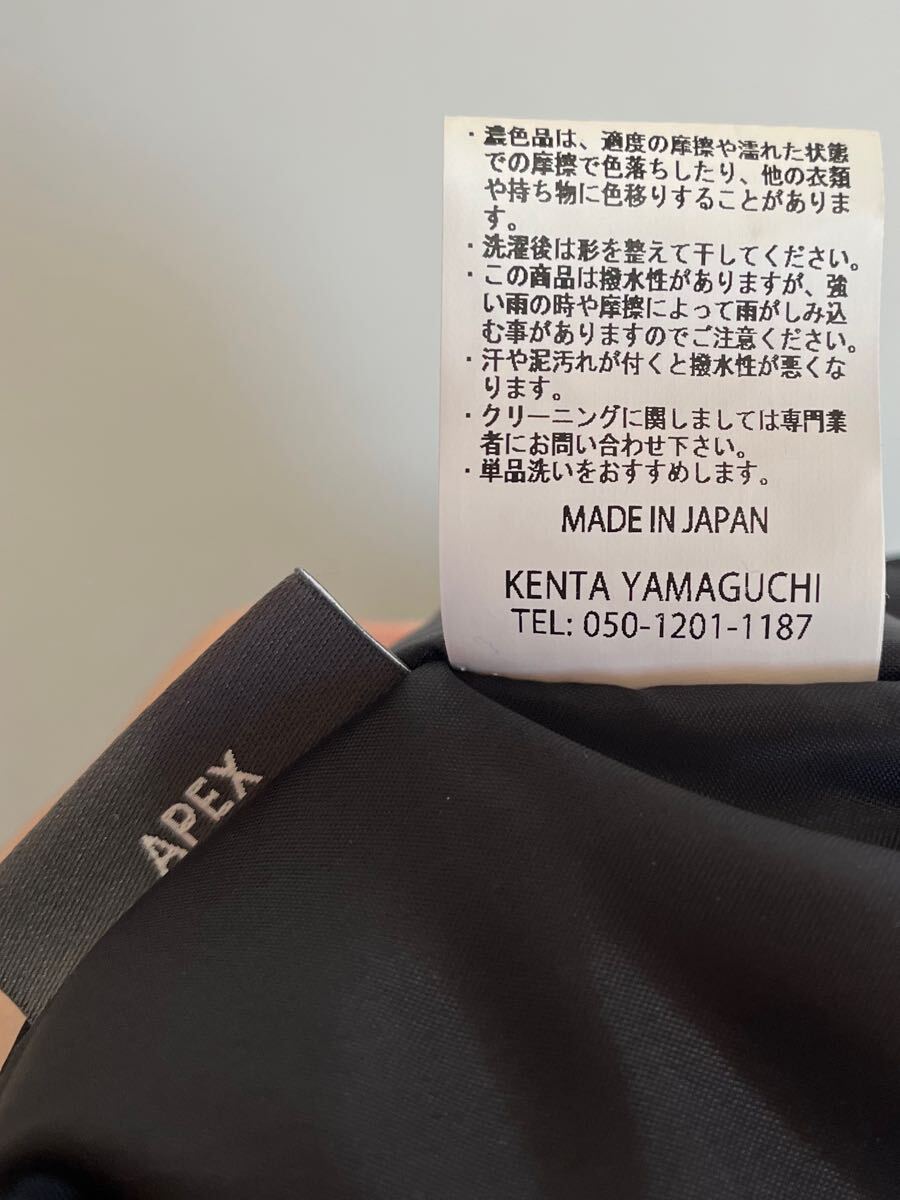 ・濃色品は、適度の摩擦や濡れた状態
での摩擦で色落ちしたり、他の衣類
や持ち物に色移りすることがありま
す。
・洗濯後は形を整えて干してください。
・この商品は撥水性がありますが、強
い雨の時や摩擦によって雨がしみ込
む事がありますのでご注意ください。
・汗や泥汚れが付くと撥水性が悪くな
ります。
・クリーニングに関しましては専門業
者にお問い合わせ下さい。
・単品洗いをおすすめします。
MADE IN JAPAN
KENTA YAMAGUCHI
TEL: 050-1201-1187
APEX